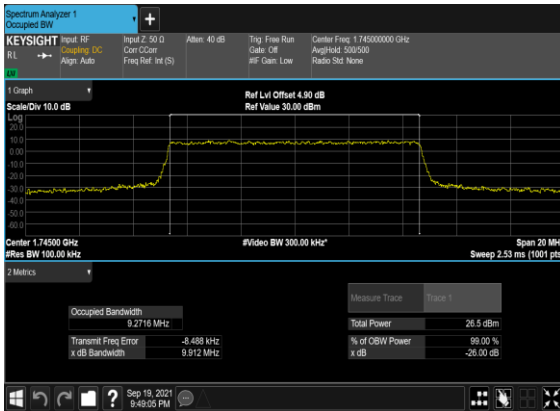 Spectrum Analyzer 1
Occupied BW
+
KEYSIGHT Input: RF Input Z: 50 Ω Atten: 40 dB Trig: Free Run Center Freq: 1.745000000 GHz
RL Coupling: DC Corr CCorr Gate: Off Avg|Hold: 500/500
Align: Auto Freq Ref: Int (S) #IF Gain: Low Radio Std: None
1 Graph
Ref Lvl Offset 4.90 dB
Scale/Div 10.0 dB Ref Value 30.00 dBm
Log
20.0
10.0
0.00
-10.0
-20.0
-30.0
-40.0
-50.0
-60.0
Center 1.74500 GHz #Video BW 300.00 kHz* Span 20 MH
#Res BW 100.00 kHz Sweep 2.53 ms (1001 pts
2 Metrics
Measure Trace Trace 1
Occupied Bandwidth
9.2716 MHz Total Power 26.5 dBm
Transmit Freq Error -8.488 kHz % of OBW Power 99.00 %
x dB Bandwidth 9.912 MHz x dB -26.00 dB
? Sep 19, 2021
9:49:05 PM